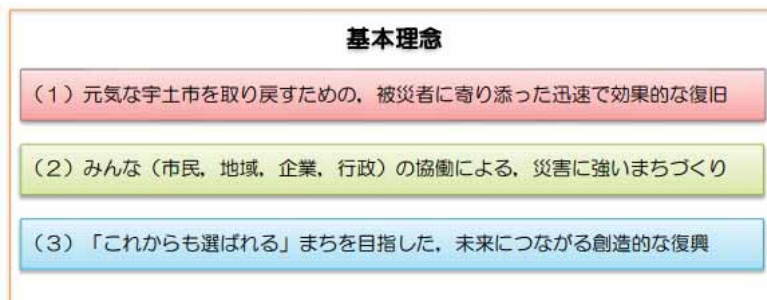 基本理念
（1）元気な宇土市を取り戻すための，被災者に寄り添った迅速で効果的な復旧
（2）みんな（市民，地域，企業，行政）の協働による，災害に強いまちづくり
（3）「これからも選ばれる」まちを目指した，未来につながる創造的な復興